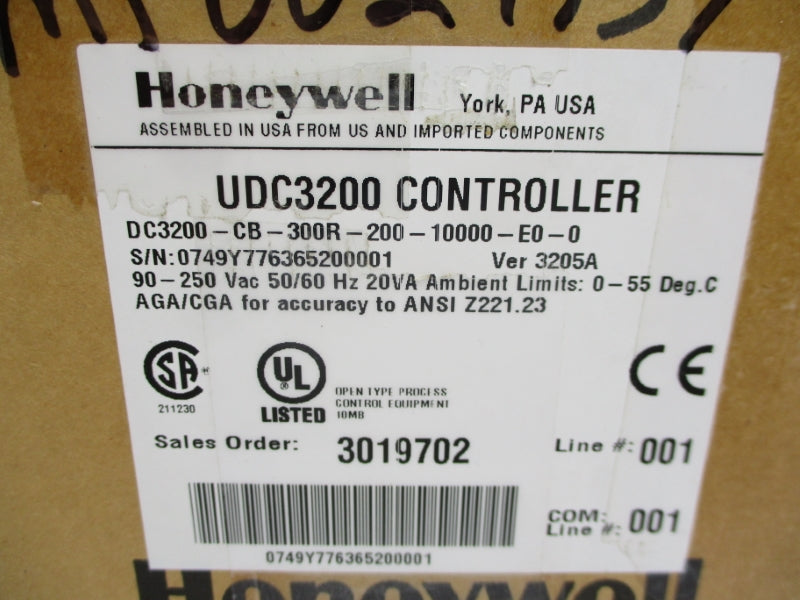 Honeywell York, PA USA
ASSEMBLED IN USA FROM US AND IMPORTED COMPONENTS
UDC3200 CONTROLLER
DC3200-CB-300R-200-10000-E0-0
S/N:0749Y776365200001 Ver 3205A
90-250 Vac 50/60 Hz 20VA Ambient Limits: 0-55 Deg.C
AGA/CGA for accuracy to ANSI Z221.23
SA
211230
UL
®
LISTED
OPEN TYPE PROCESS
CONTROL EQUIPMENT
10MB
CE
Sales Order: 3019702 Line #: 001
COM:
Line #: 001
0749Y776365200001
Honeywell